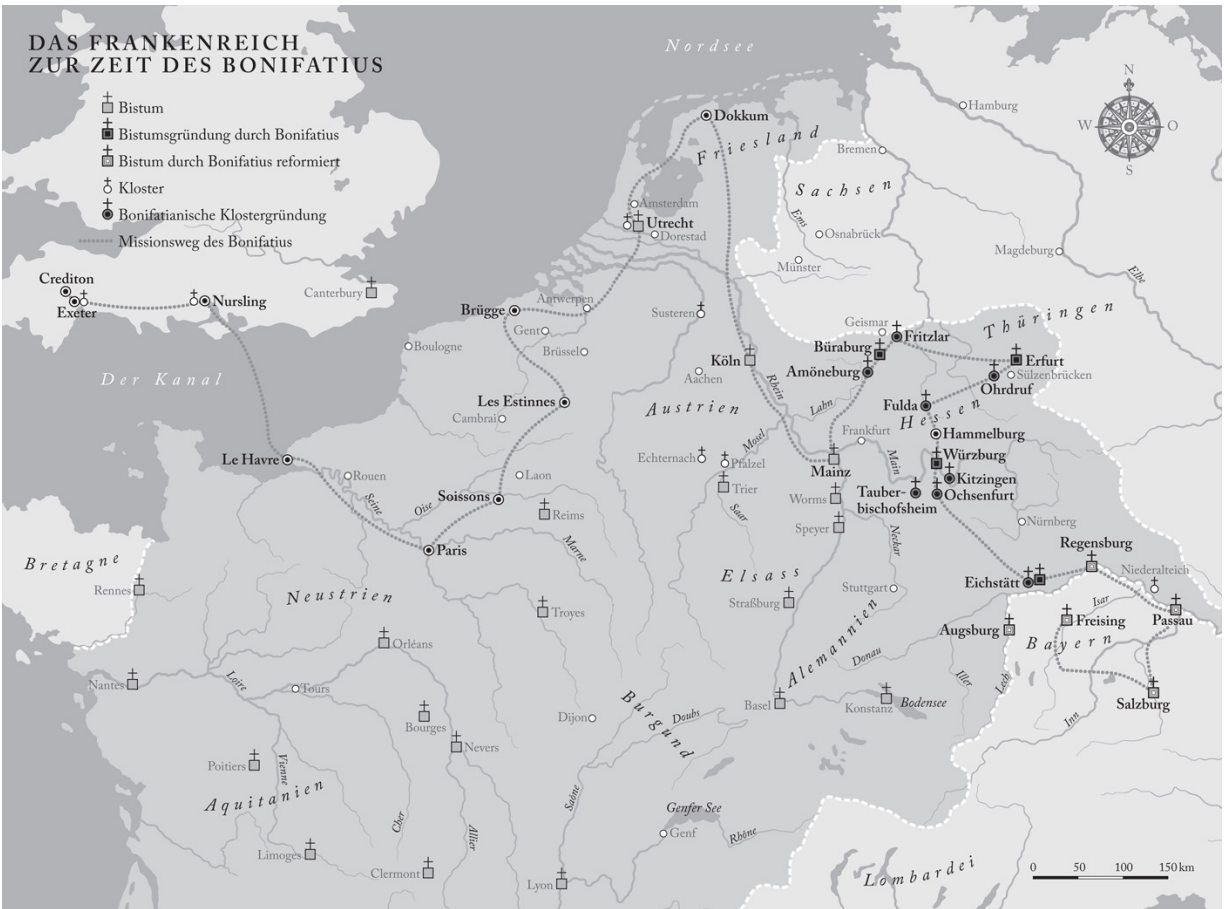 DAS FRANKENREICH
ZUR ZEIT DES BONIFATIUS
Bistum
Bistumsgründung durch Bonifatius
Bistum durch Bonifatius reformiert
Kloster
Bonifatianische Klostergründung
Missionsweg des Bonifatius
Nordsee
N
W
O
S
Hamburg
Dokkum
Friesland
Bremen
Sachsen
Amsterdam
Utrecht
Dorestad
Ems
Osnabrück
Magdeburg
Münster
Elbe
Crediton
Exeter
Nursling
Canterbury
Brügge
Antwerpen
Susteren
Gent
Brüssel
Boulogne
Geismar
Thüringen
Fritzlar
Büraburg
Köln
Amöneburg
Erfurt
Sülzenbrücken
Ohrdruf
Der Kanal
Aachen
Rhein
Les Estinnes
Austrien
Lahn
Fulda
Hessen
Cambrai
Frankfurt
Hammelburg
Le Havre
Echternach
Pfalzel
Mosel
Mainz
Main
Würzburg
Rouen
Laon
Trier
Kitzingen
Tauber-
bischofsheim
Ochsenfurt
Seine
Oise
Soissons
Reims
Worms
Saar
Speyer
Nürnberg
Neckar
Paris
Marne
Regensburg
Bretagne
Niederalteich
Rennes
Elsass
Eichstätt
Neustrien
Stuttgart
Straßburg
Isar
Troyes
Augsburg
Freising
Passau
Bayern
Orléans
Alemannien
Donau
Nantes
Loire
Tours
Iller
Lech
Salzburg
Basel
Konstanz
Bodensee
Burgund
Doubs
Dijon
Inn
Bourges
Nevers
Poitiers
Vienne
Aquitanien
Saône
Genfer See
Cher
Allier
Genf
Rhône
Limoges
Clermont
Lyon
Lombardei
0 50 100 150 km